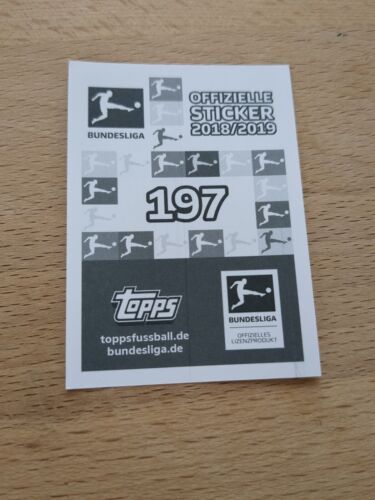 BUNDESLIGA
OFFIZIELLE
STICKER
2018/2019
197
topps
toppsfussball.de
bundesliga.de
BUNDESLIGA
OFFIZIELLES
LIZENZPRODUKT